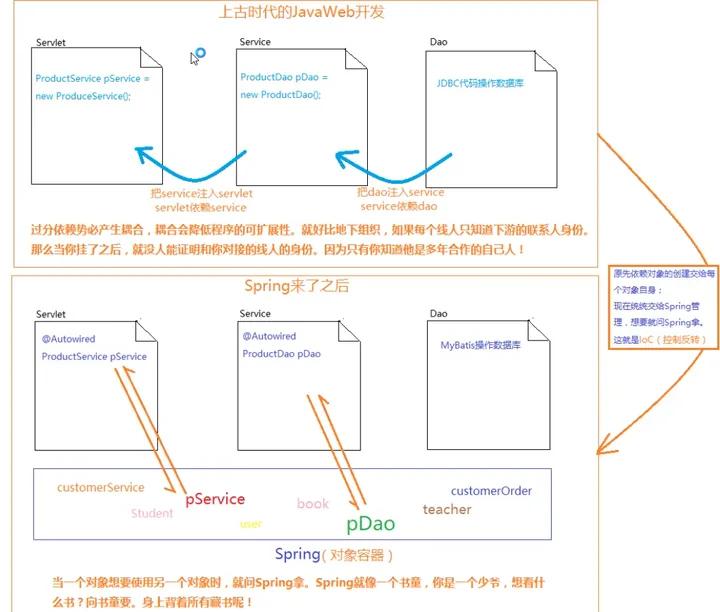 上古时代的JavaWeb开发
Servlet
Service
Dao
ProductService pService =
new ProduceService();
ProductDao pDao =
new ProductDao();
JDBC代码操作数据库
把service注入servlet
servlet依赖service
把dao注入service
service依赖dao
过分依赖势必产生耦合，耦合会降低程序的可扩展性。就好比地下组织，如果每个线人只知道下游的联系人身份。
那么当你挂了之后，就没人能证明和你对接的线人的身份。因为只有你知道他是多年合作的自己人！
原先依赖对象的创建交给每
个对象自身；
现在统统交给Spring管
理，想要就问Spring拿。
这就是IoC（控制反转）
Spring来了之后
Servlet
Service
Dao
@Autowired
ProductService pService
@Autowired
ProductDao pDao
MyBatis操作数据库
customerService
pService
Student
user
book
pDao
customerOrder
teacher
Spring（对象容器）
当一个对象想要使用另一个对象时，就问Spring拿。Spring就像一个书童，你是一个少爷，想看什
么书？向书童要。身上背着所有藏书呢！